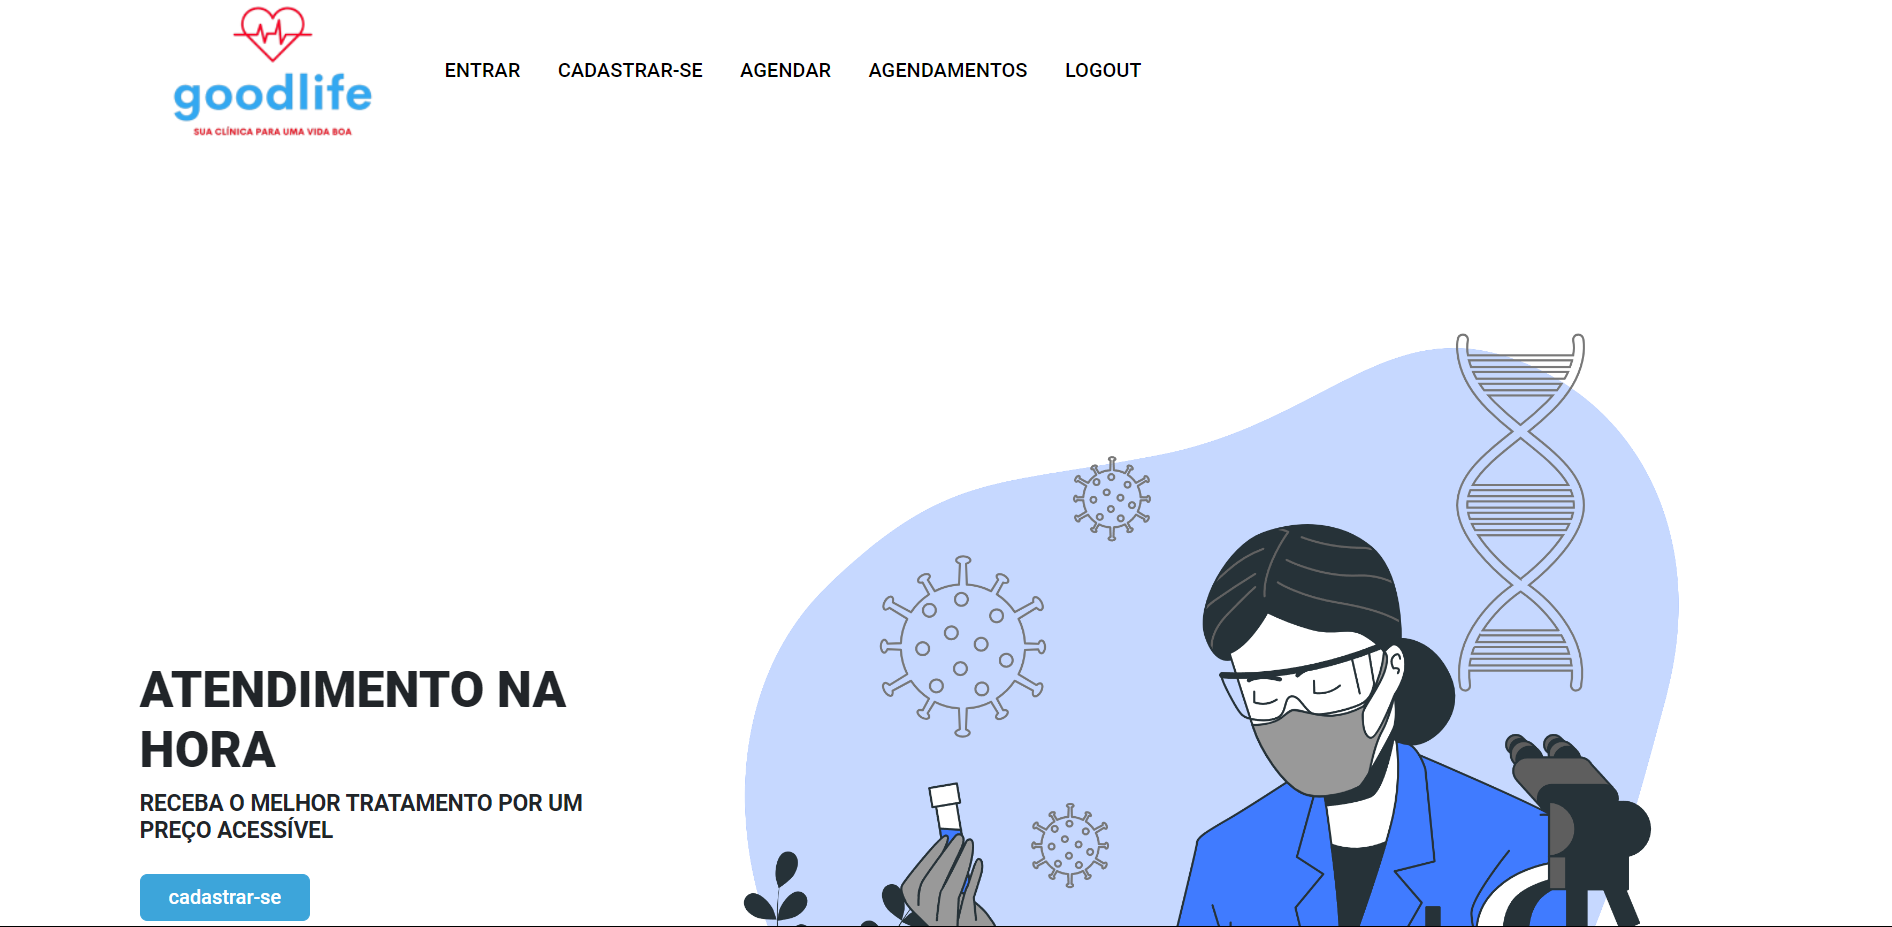 goodlife
SUA CLÍNICA PARA UMA VIDA BOA
ENTRAR CADASTRAR-SE AGENDAR AGENDAMENTOS LOGOUT
ATENDIMENTO NA
HORA
RECEBA O MELHOR TRATAMENTO POR UM
PREÇO ACESSÍVEL
cadastrar-se